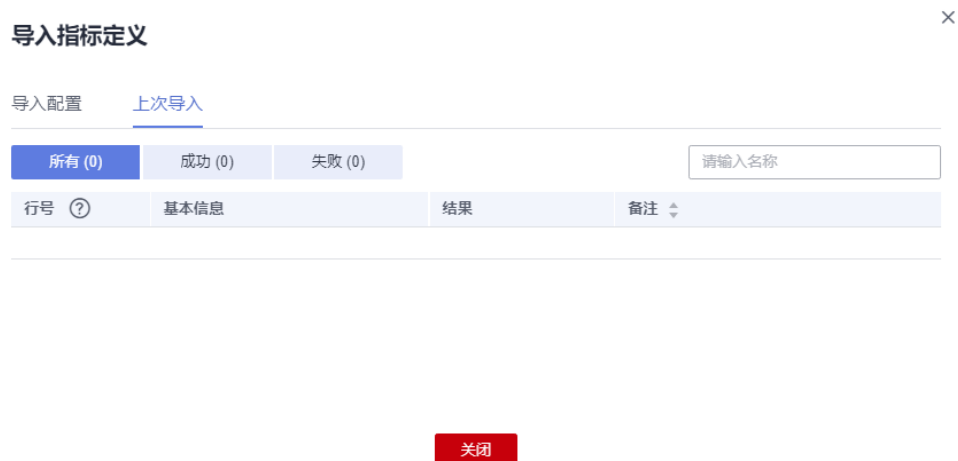 导入指标定义
导入配置 上次导入
所有 (0) 成功 (0) 失败 (0) 请输入名称
行号 ? 基本信息 结果 备注
关闭